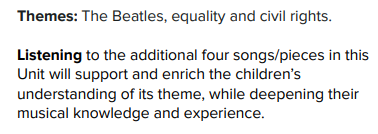 Themes: The Beatles, equality and civil rights.
Listening to the additional four songs/pieces in this
Unit will support and enrich the children’s
understanding of its theme, while deepening their
musical knowledge and experience.